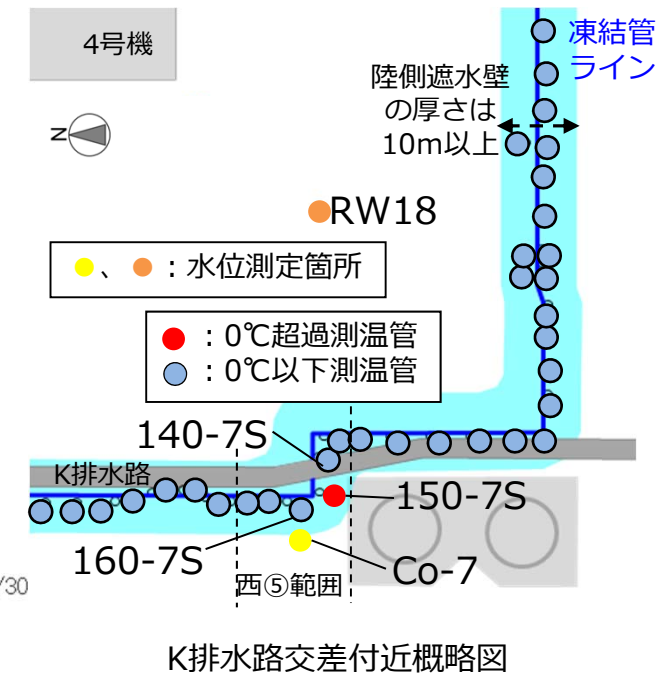 4号機
凍結管
ライン
陸側遮水壁
の厚さは
10m以上
N
RW18
、 ：水位測定箇所
：0℃超過測温管
：0℃以下測温管
140-7S
K排水路
150-7S
160-7S
Co-7
/30
西⑤範囲
K排水路交差付近概略図